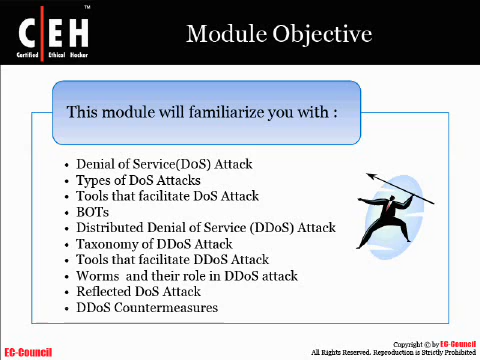 C|EH™
Certified Ethical Hacker
Module Objective
This module will familiarize you with :
• Denial of Service(DoS) Attack
• Types of DoS Attacks
• Tools that facilitate DoS Attack
• BOTs
• Distributed Denial of Service (DDoS) Attack
• Taxonomy of DDoS Attack
• Tools that facilitate DDoS Attack
• Worms and their role in DDoS attack
• Reflected DoS Attack
• DDoS Countermeasures
EC-Council
Copyright © by EC-Council
All Rights Reserved. Reproduction is Strictly Prohibited